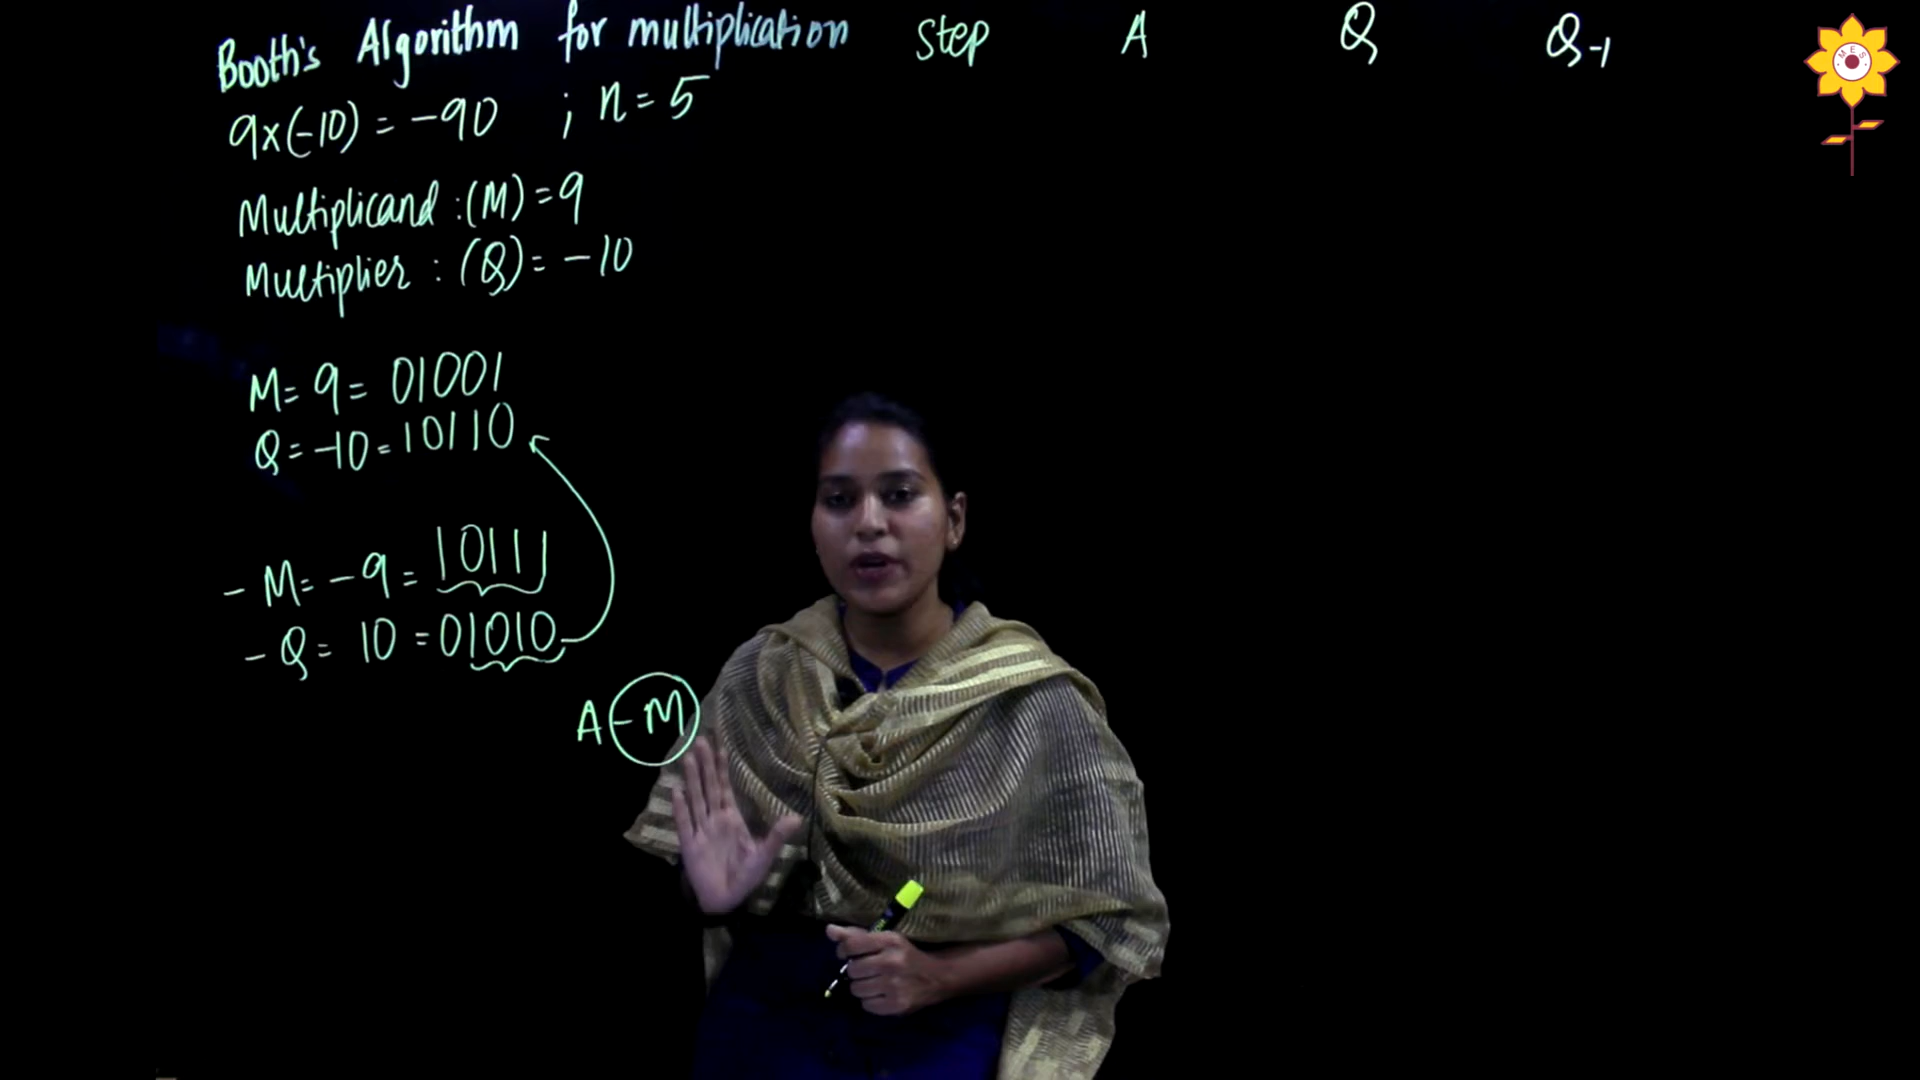 Booth's Algorithm for multiplication
9x(-10) = -90 ; n = 5
Multiplicand : (M) = 9
Multiplier : (Q) = -10
M = 9 = 01001
Q = -10 = 10110
- M = -9 = 10111
- Q = 10 = 01010
A - M
Step A Q Q-1
MES